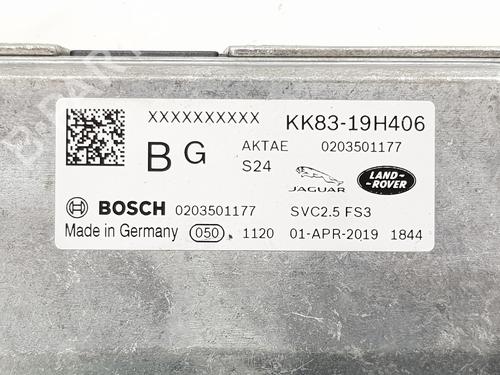 XXXXXXXXXX KK83-19H406
B G AKTAE 0203501177
S24
JAGUAR LAND-ROVER
BOSCH 0203501177 SVC2.5 FS3
Made in Germany 050 1120 01-APR-2019 1844
B-PARTS